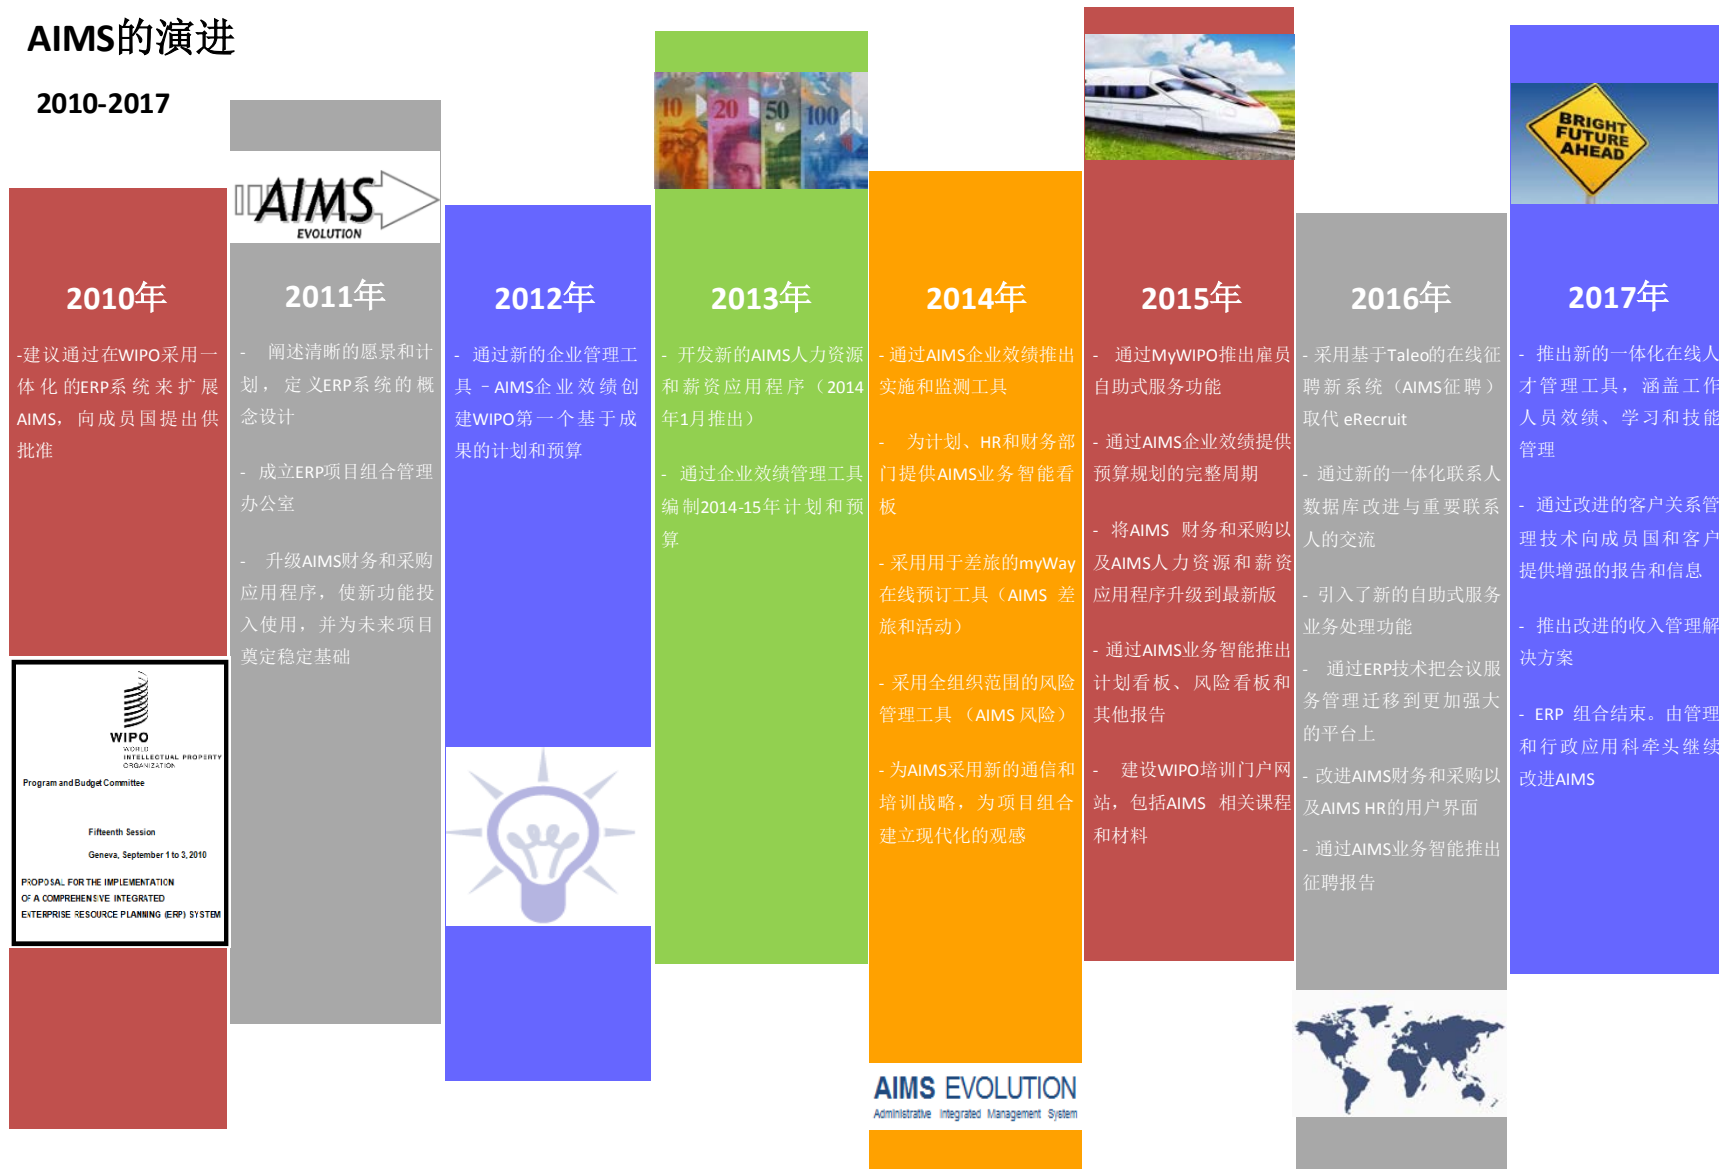 AIMS的演进
2010-2017
2010年
-建议通过在WIPO采用一
体化的ERP系统来扩展
AIMS，向成员国提出供
批准
WIPO
WORLD
INTELLECTUAL PROPERTY
ORGANIZATION
Program and Budget Committee
Fifteenth Session
Geneva, September 1 to 3, 2010
PROPOSAL FOR THE IMPLEMENTATION
OF A COMPREHENSIVE INTEGRATED
ENTERPRISE RESOURCE PLANNING (ERP) SYSTEM
AIMS
EVOLUTION
2011年
- 阐述清晰的愿景和计
划，定义ERP系统的概
念设计
- 成立ERP项目组合管理
办公室
- 升级AIMS财务和采购
应用程序，使新功能投
入使用，并为未来项目
奠定稳定基础
2012年
- 通过新的企业管理工
具–AIMS企业效绩创
建WIPO第一个基于成
果的计划和预算
10 20 50 100
2013年
- 开发新的AIMS人力资源
和薪资应用程序（2014
年1月推出）
- 通过企业效绩管理工具
编制2014-15年计划和预
算
2014年
- 通过AIMS企业效绩推出
实施和监测工具
- 为计划、HR和财务部
门提供AIMS业务智能看
板
- 采用用于差旅的myWay
在线预订工具（AIMS 差
旅和活动）
- 采用全组织范围的风险
管理工具 （AIMS 风险）
- 为AIMS采用新的通信和
培训战略，为项目组合
建立现代化的观感
AIMS EVOLUTION
Administrative Integrated Management System
2015年
- 通过MyWIPO推出雇员
自助式服务功能
- 通过AIMS企业效绩提供
预算规划的完整周期
- 将AIMS 财务和采购以
及AIMS人力资源和薪资
应用程序升级到最新版
- 通过AIMS业务智能推出
计划看板、风险看板和
其他报告
- 建设WIPO培训门户网
站，包括AIMS 相关课程
和材料
2016年
- 采用基于Taleo的在线征
聘新系统（AIMS征聘）
取代 eRecruit
- 通过新的一体化联系人
数据库改进与重要联系
人的交流
- 引入了新的自助式服务
业务处理功能
- 通过ERP技术把会议服
务管理迁移到更加强大
的平台上
- 改进AIMS财务和采购以
及AIMS HR的用户界面
- 通过AIMS业务智能推出
征聘报告
BRIGHT
FUTURE
AHEAD
2017年
- 推出新的一体化在线人
才管理工具，涵盖工作
人员效绩、学习和技能
管理
- 通过改进的客户关系管
理技术向成员国和客户
提供增强的报告和信息
- 推出改进的收入管理解
决方案
- ERP 组合结束。由管理
和行政应用科牵头继续
改进AIMS